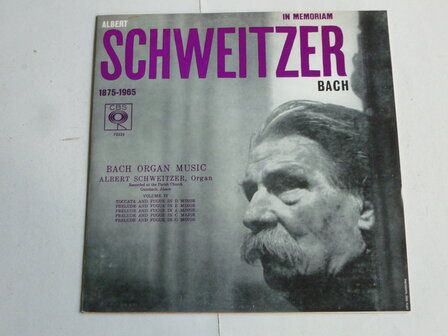 IN MEMORIAM
ALBERT
SCHWEITZER
1875-1965
BACH
CBS
BACH ORGAN MUSIC
ALBERT SCHWEITZER, Organ
Recorded at the Parish Church,
Gunsbach, Alsace
VOLUME IV
TOCCATA AND FUGUE IN D MINOR
PRELUDE AND FUGUE IN E MINOR
PRELUDE AND FUGUE IN A MINOR
PRELUDE AND FUGUE IN C MAJOR
PRELUDE AND FUGUE IN G MINOR